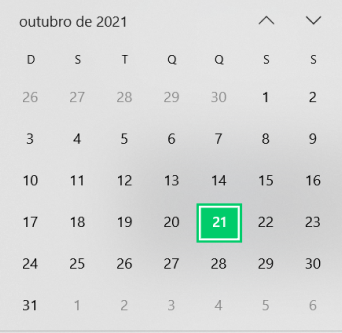 outubro de 2021
D S T Q Q S S
26 27 28 29 30 1 2
3 4 5 6 7 8 9
10 11 12 13 14 15 16
17 18 19 20 21 22 23
24 25 26 27 28 29 30
31 1 2 3 4 5 6